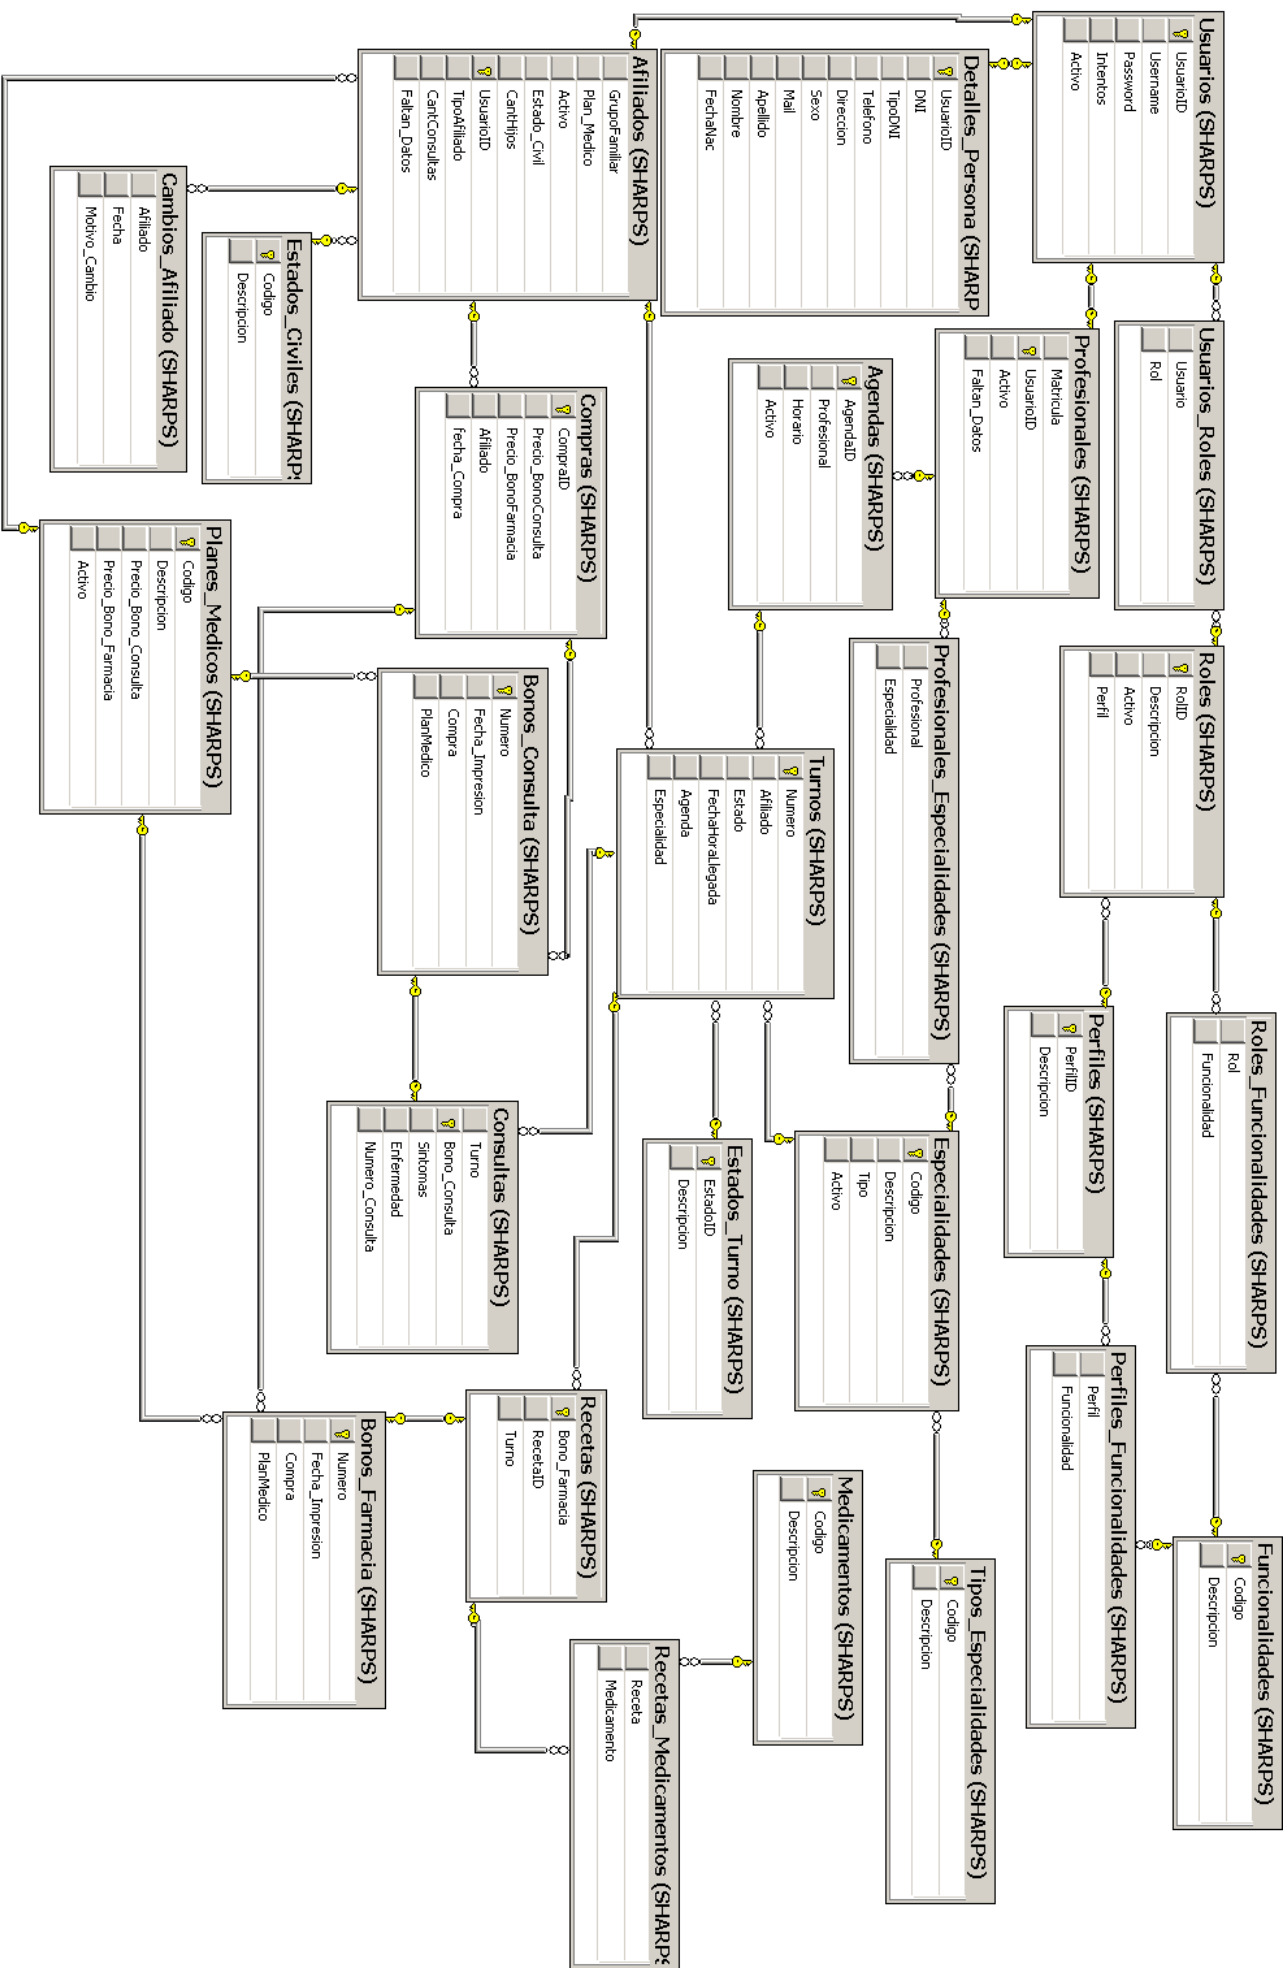 Usuarios (SHARPS)
UsuarioID
Username
Password
Intentos
Activo
Usuarios_Roles (SHARPS)
Usuario
Rol
Roles (SHARPS)
RolID
Descripcion
Activo
Perfil
Roles_Funcionalidades (SHARPS)
Rol
Funcionalidad
Funcionalidades (SHARPS)
Codigo
Descripcion
Detalles_Persona (SHARP
UsuarioID
DNI
TipoDNI
Telefono
Direccion
Sexo
Mail
Apellido
Nombre
FechaNac
Profesionales (SHARPS)
Matricula
UsuarioID
Activo
Faltan_Datos
Perfiles (SHARPS)
PerfilID
Descripcion
Perfiles_Funcionalidades (SHARPS)
Perfil
Funcionalidad
Agendas (SHARPS)
AgendaID
Profesional
Horario
Activo
Profesionales_Especialidades (SHARPS)
Profesional
Especialidad
Especialidades (SHARPS)
Codigo
Descripcion
Tipo
Activo
Tipos_Especialidades (SHARPS)
Codigo
Descripcion
Afiliados (SHARPS)
GrupoFamiliar
Plan_Medico
Activo
Estado_Civil
CantHijos
UsuarioID
TipoAfiliado
CantConsultas
Faltan_Datos
Turnos (SHARPS)
Numero
Afiliado
Estado
FechaHoraLlegada
Agenda
Especialidad
Estados_Turno (SHARPS)
EstadoID
Descripcion
Medicamentos (SHARPS)
Codigo
Descripcion
Compras (SHARPS)
CompraID
Precio_BonoConsulta
Precio_BonoFarmacia
Afiliado
fecha_Compra
Bonos_Consulta (SHARPS)
Numero
Fecha_Impresion
Compra
PlanMedico
Consultas (SHARPS)
Turno
Bono_Consulta
Sintomas
Enfermedad
Numero_Consulta
Recetas (SHARPS)
Bono_Farmacia
RecetaID
Turno
Recetas_Medicamentos (SHARPS
Receta
Medicamento
Estados_Civiles (SHARPS
Codigo
Descripcion
Cambios_Afiliado (SHARPS)
Afiliado
Fecha
Motivo_Cambio
Planes_Medicos (SHARPS)
Codigo
Descripcion
Precio_Bono_Consulta
Precio_Bono_Farmacia
Activo
Bonos_Farmacia (SHARPS)
Numero
Fecha_Impresion
Compra
PlanMedico